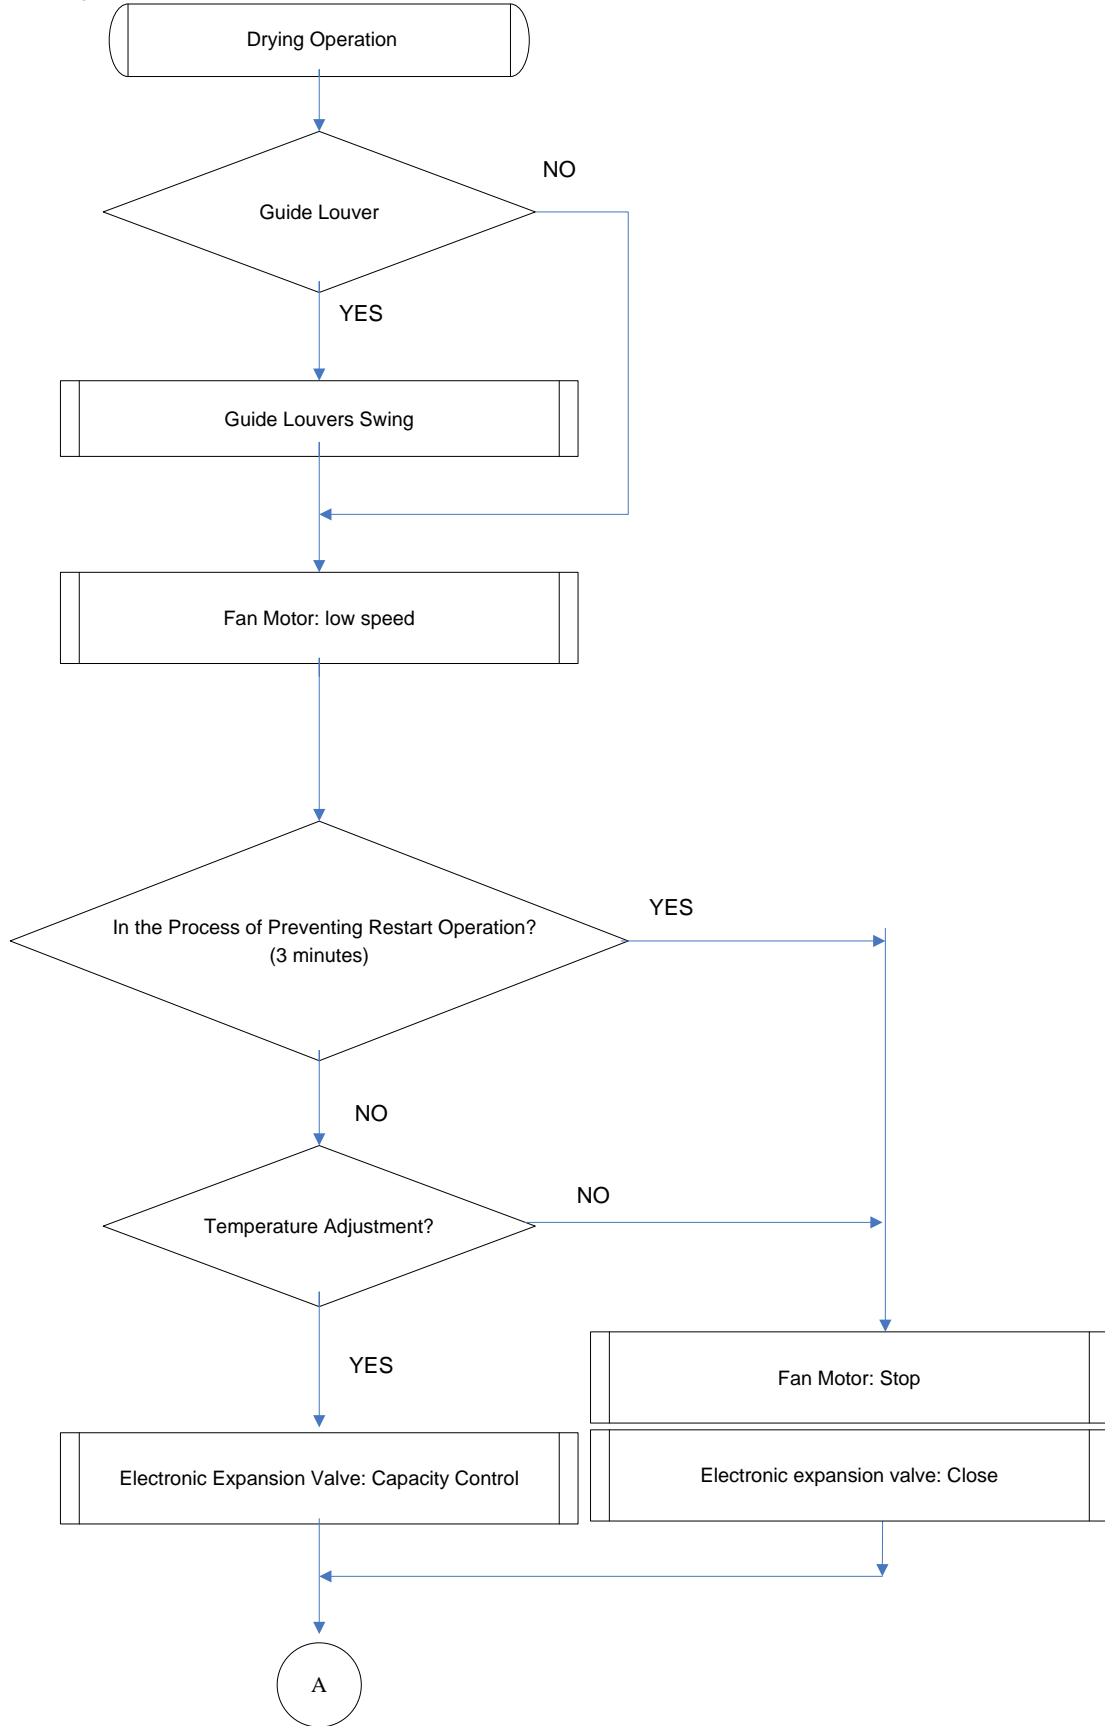 Drying Operation
NO
Guide Louver
YES
Guide Louvers Swing
Fan Motor: low speed
YES
In the Process of Preventing Restart Operation?
(3 minutes)
NO
NO
Temperature Adjustment?
YES
Fan Motor: Stop
Electronic Expansion Valve: Capacity Control
Electronic expansion valve: Close
A